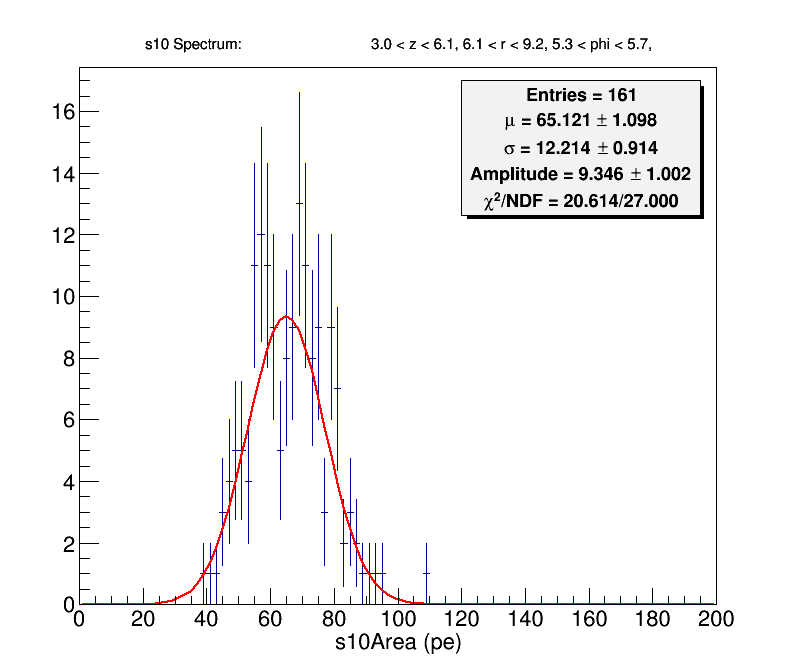 s10 Spectrum: 3.0 < z < 6.1, 6.1 < r < 9.2, 5.3 < phi < 5.7,
Entries = 161
μ = 65.121 ± 1.098
σ = 12.214 ± 0.914
Amplitude = 9.346 ± 1.002
χ²/NDF = 20.614/27.000
16
14
12
10
8
6
4
2
0
0 20 40 60 80 100 120 140 160 180 200
s10Area (pe)